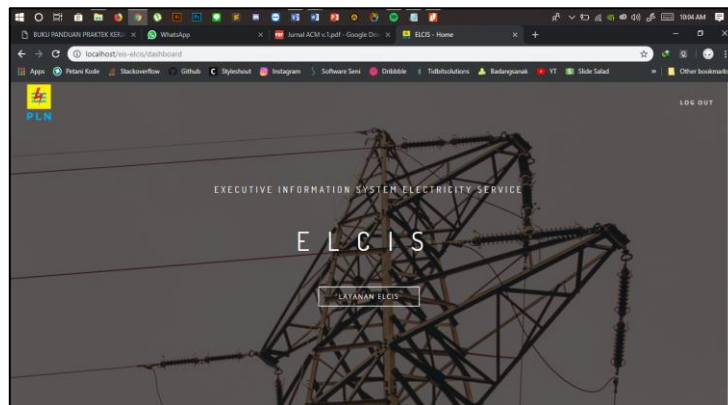 10:04 AM
BUKU PANDUAN PRAKTEK KERJ
WhatsApp
Jurnal ACM v.1.pdf - Google Dri
ELCIS - Home
localhost/eis-elcis/dashboard
Apps Petani Kode Stackoverflow Github Styleshout Instagram Software Seni Dribbble Tidbitsolutions Badangsanak YT Slide Salad » Other bookmarks
PLN
LOG OUT
EXECUTIVE INFORMATION SYSTEM ELECTRICITY SERVICE
ELCIS
LAYANAN ELCIS